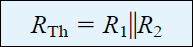 R_Th = R_1||R_2